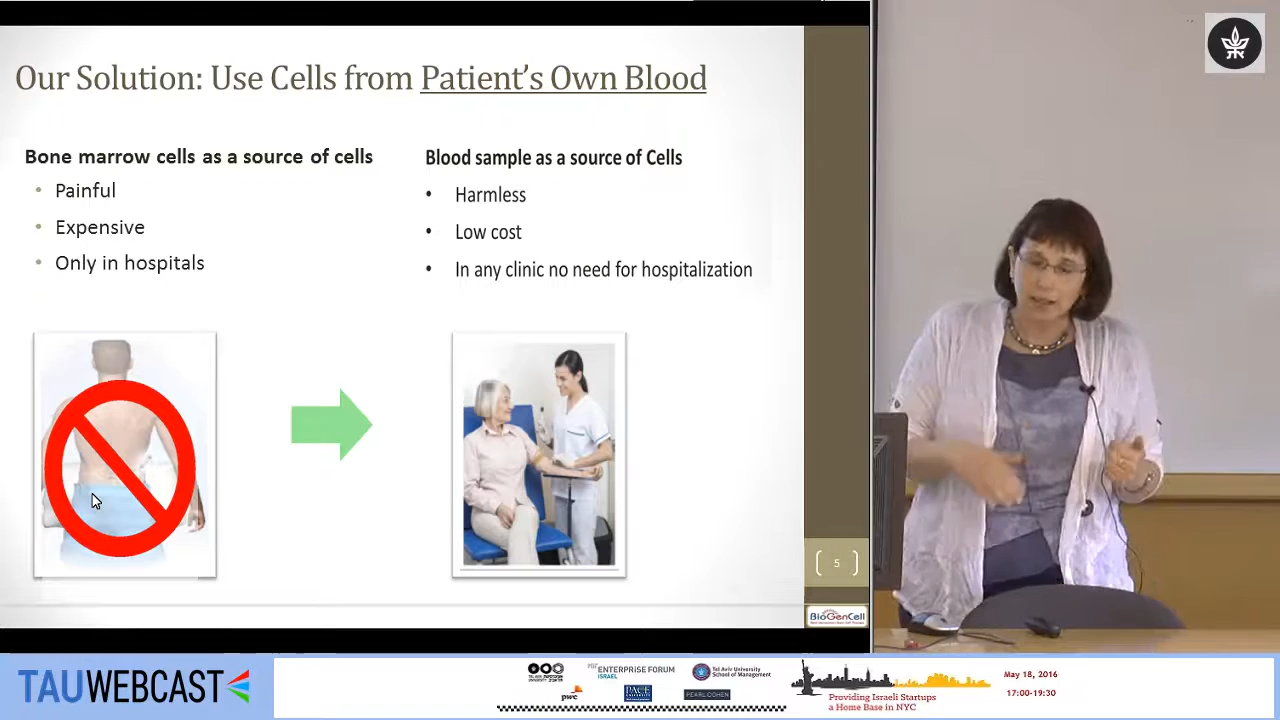 Our Solution: Use Cells from Patient's Own Blood
Bone marrow cells as a source of cells
• Painful
• Expensive
• Only in hospitals
Blood sample as a source of Cells
• Harmless
• Low cost
• In any clinic no need for hospitalization
5
BioGenCell
TAUWEBCAST
ENTERPRISE FORUM
ISRAEL
Tel Aviv University
School of Management
pwc
PACE
PEARL COHEN
Providing Israeli Startups
a Home Base in NYC
May 18, 2016
17:00-19:30